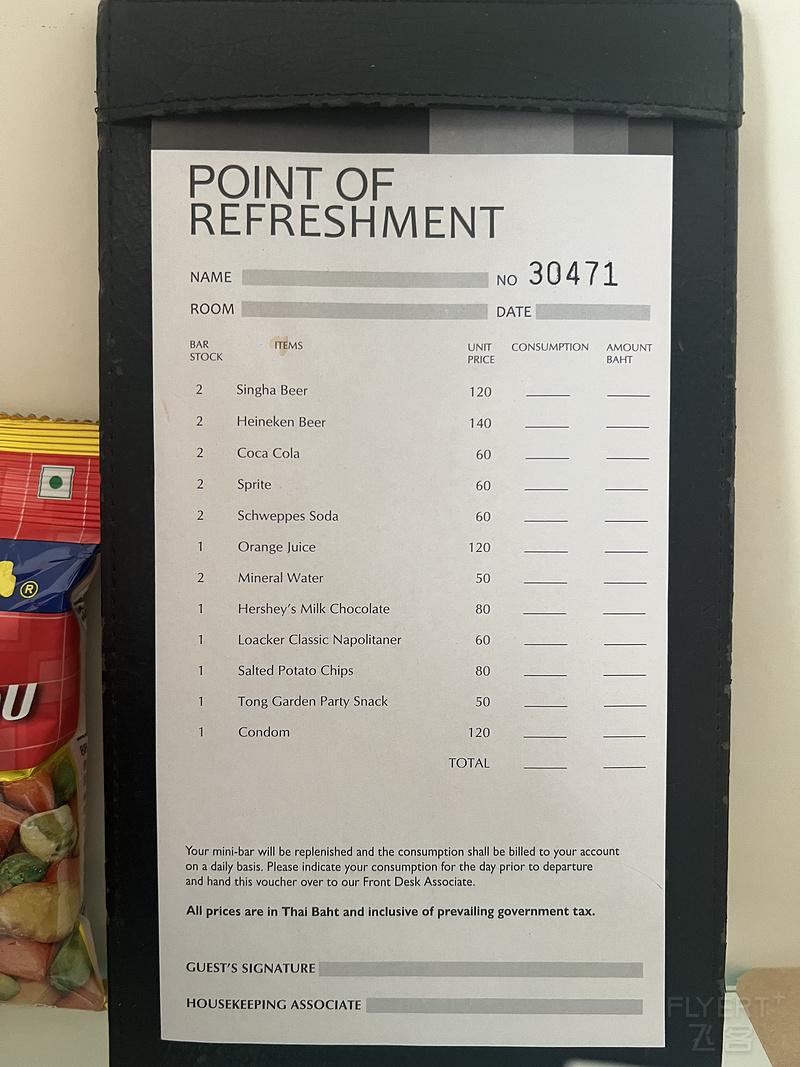 POINT OF
REFRESHMENT
NAME NO 30471
ROOM DATE
BAR STOCK ITEMS UNIT PRICE CONSUMPTION AMOUNT BAHT
2 Singha Beer 120
2 Heineken Beer 140
2 Coca Cola 60
2 Sprite 60
2 Schweppes Soda 60
1 Orange Juice 120
2 Mineral Water 50
1 Hershey's Milk Chocolate 80
1 Loacker Classic Napolitaner 60
1 Salted Potato Chips 80
1 Tong Garden Party Snack 50
1 Condom 120
TOTAL
Your mini-bar will be replenished and the consumption shall be billed to your account
on a daily basis. Please indicate your consumption for the day prior to departure
and hand this voucher over to our Front Desk Associate.
All prices are in Thai Baht and inclusive of prevailing government tax.
GUEST'S SIGNATURE
HOUSEKEEPING ASSOCIATE
FLYERT+
飞客